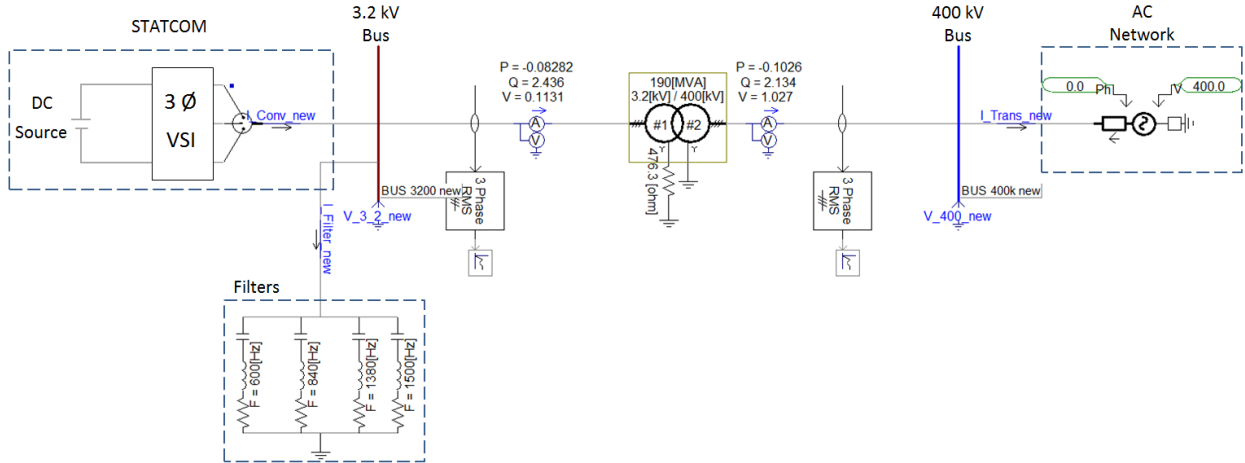 STATCOM
3.2 kV
Bus
400 kV
Bus
AC
Network
DC
Source
3 Ø
VSI
I_Conv_new
P = -0.08282
Q = 2.436
V = 0.1131
A
V
190[MVA]
3.2[kV] / 400[kV]
#1
#2
476.3 [ohm]
P = -0.1026
Q = 2.134
V = 1.027
A
V
I_Trans_new
0.0
Ph
V
400.0
BUS 3200 new
V_3_2_new
3 Phase
RMS
3 Phase
RMS
BUS 400k new
V_400_new
I_Filter_new
Filters
F = 600[Hz]
F = 840[Hz]
F = 1380[Hz]
F = 1500[Hz]